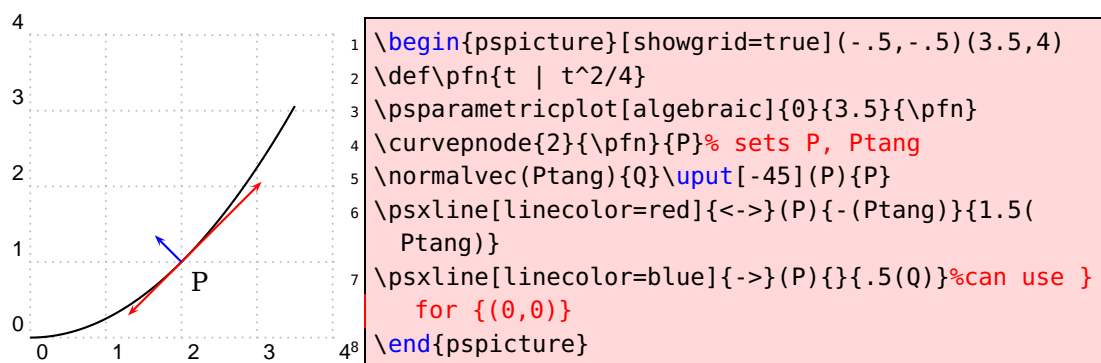 4
3
2
1
0
0 1 2 3 4
P
1 \begin{pspicture}[showgrid=true](-.5,-.5)(3.5,4)
2 \def\pfn{t | t^2/4}
3 \psparametricplot[algebraic]{0}{3.5}{\pfn}
4 \curvepnode{2}{\pfn}{P}% sets P, Ptang
5 \normalvec(Ptang){Q}\uput[-45](P){P}
6 \psxline[linecolor=red]{<->}(P){-(Ptang)}{1.5(
Ptang)}
7 \psxline[linecolor=blue]{->}(P){}{.5(Q)}%can use }
for {(0,0)}
8 \end{pspicture}